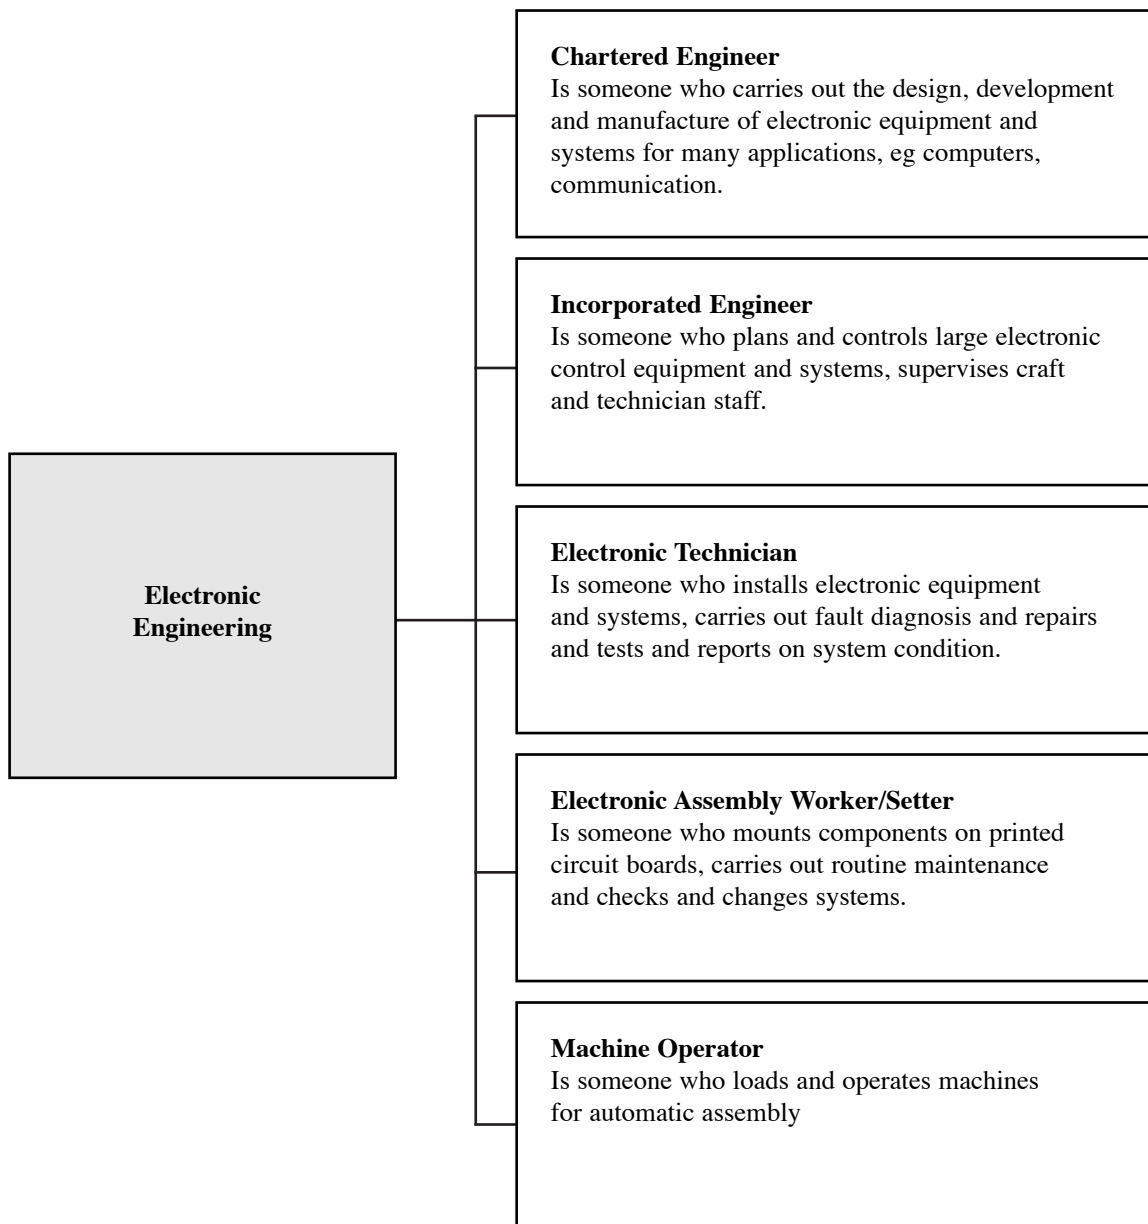 Chartered Engineer
Is someone who carries out the design, development
and manufacture of electronic equipment and
systems for many applications, eg computers,
communication.
Incorporated Engineer
Is someone who plans and controls large electronic
control equipment and systems, supervises craft
and technician staff.
Electronic
Engineering
Electronic Technician
Is someone who installs electronic equipment
and systems, carries out fault diagnosis and repairs
and tests and reports on system condition.
Electronic Assembly Worker/Setter
Is someone who mounts components on printed
circuit boards, carries out routine maintenance
and checks and changes systems.
Machine Operator
Is someone who loads and operates machines
for automatic assembly